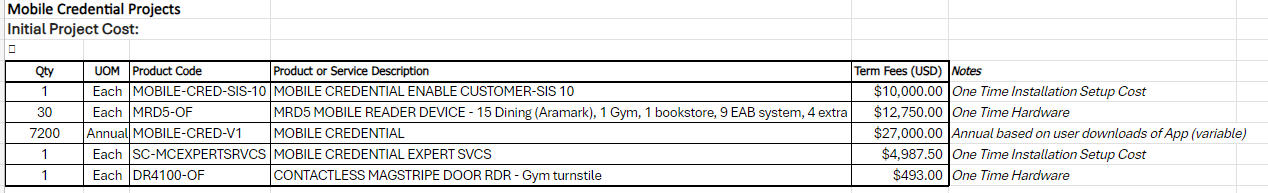 Mobile Credential Projects
Initial Project Cost:
Qty UOM Product Code Product or Service Description Term Fees (USD) Notes
1 Each MOBILE-CRED-SIS-10 MOBILE CREDENTIAL ENABLE CUSTOMER-SIS 10 $10,000.00 One Time Installation Setup Cost
30 Each MRD5-OF MRD5 MOBILE READER DEVICE - 15 Dining (Aramark), 1 Gym, 1 bookstore, 9 EAB system, 4 extra $12,750.00 One Time Hardware
7200 Annual MOBILE-CRED-V1 MOBILE CREDENTIAL $27,000.00 Annual based on user downloads of App (variable)
1 Each SC-MCEXPERTSRVCS MOBILE CREDENTIAL EXPERT SVCS $4,987.50 One Time Installation Setup Cost
1 Each DR4100-OF CONTACTLESS MAGSTRIPE DOOR RDR - Gym turnstile $493.00 One Time Hardware